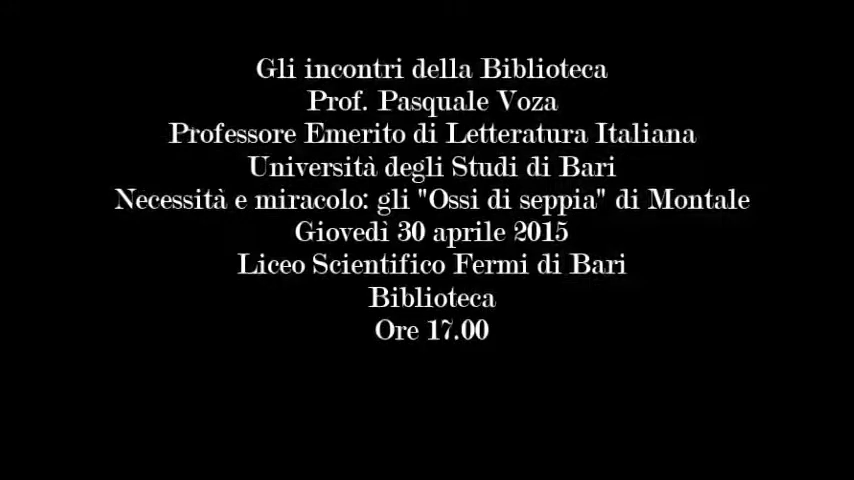 Gli incontri della Biblioteca
Prof. Pasquale Voza
Professore Emerito di Letteratura Italiana
Università degli Studi di Bari
Necessità e miracolo: gli "Ossi di seppia" di Montale
Giovedì 30 aprile 2015
Liceo Scientifico Fermi di Bari
Biblioteca
Ore 17.00